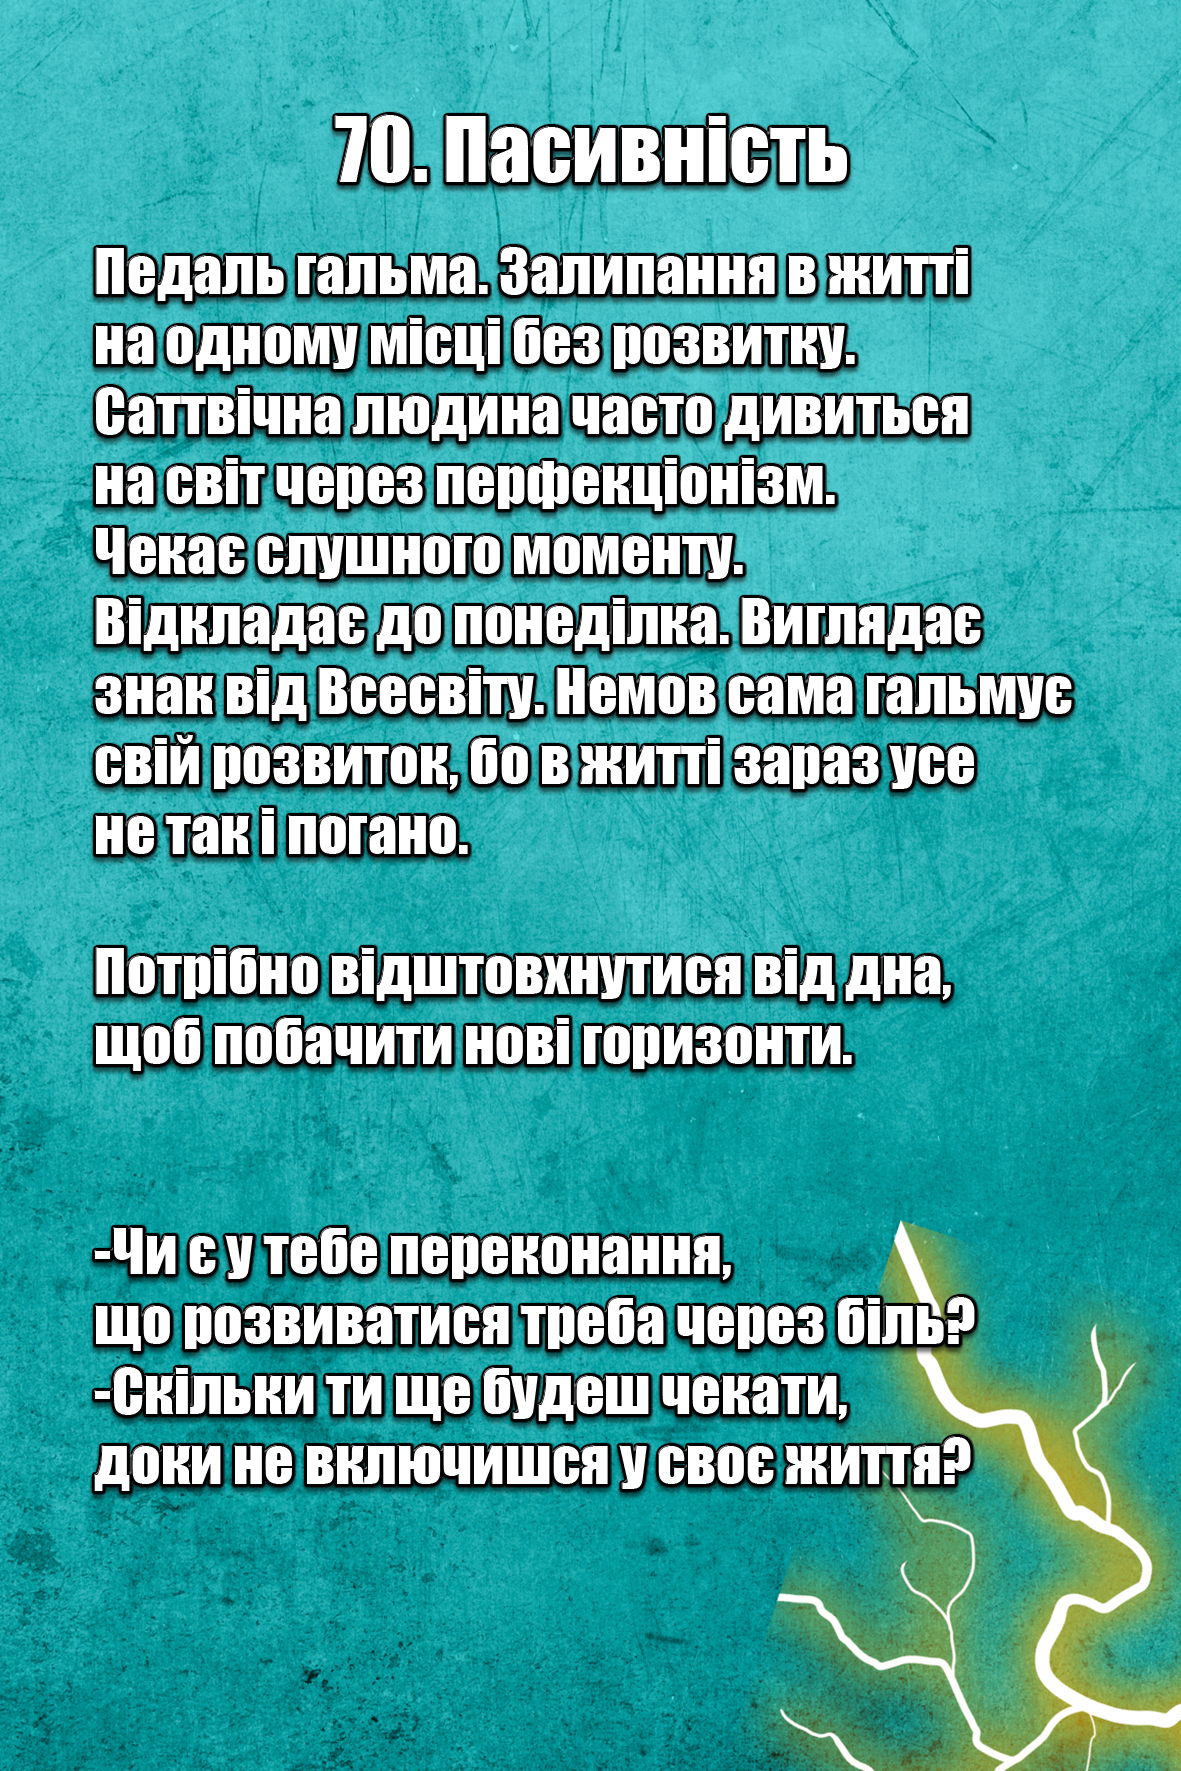 70. Пасивність
Педаль гальма. Залипання в житті
на одному місці без розвитку.
Саттвічна людина часто дивиться
на світ через перфекціонізм.
Чекає слушного моменту.
Відкладає до понеділка. Виглядає
знак від Всесвіту. Немов сама гальмує
свій розвиток, бо в житті зараз усе
не так і погано.
Потрібно відштовхнутися від дна,
щоб побачити нові горизонти.
-Чи є у тебе переконання,
що розвиватися треба через біль?
-Скільки ти ще будеш чекати,
доки не включишся у своє життя?